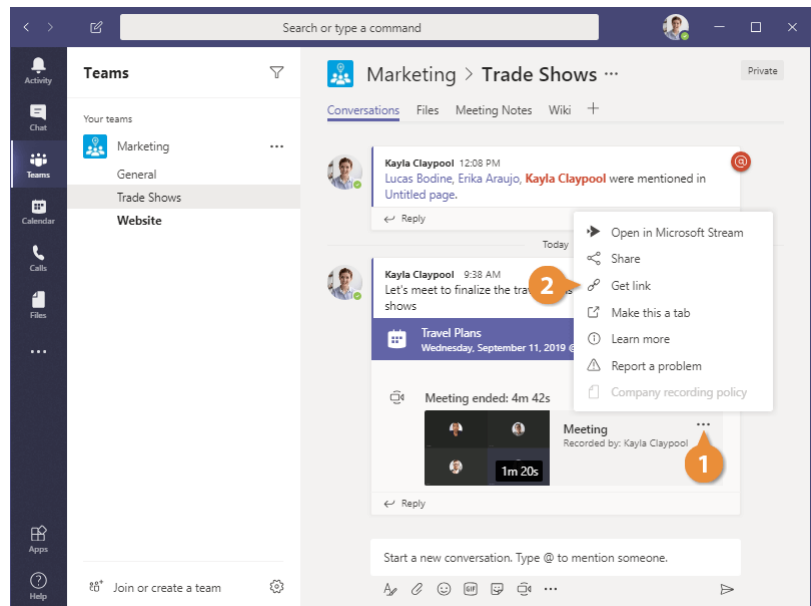 Search or type a command
Activity
Chat
Teams
Calendar
Calls
Files
Apps
Help
Teams
Your teams
Marketing
General
Trade Shows
Website
Join or create a team
Marketing > Trade Shows
Private
Conversations Files Meeting Notes Wiki
Kayla Claypool 12:08 PM
@
Lucas Bodine, Erika Araujo, Kayla Claypool were mentioned in
Untitled page.
Reply
Today
Kayla Claypool 9:38 AM
Let's meet to finalize the
shows
Travel Plans
Wednesday, September 11, 2019 @
Meeting ended: 4m 42s
1m 20s
Meeting
Recorded by: Kayla Claypool
Reply
Open in Microsoft Stream
Share
2
Get link
Make this a tab
Learn more
Report a problem
Company recording policy
1
Start a new conversation. Type @ to mention someone.
GIF